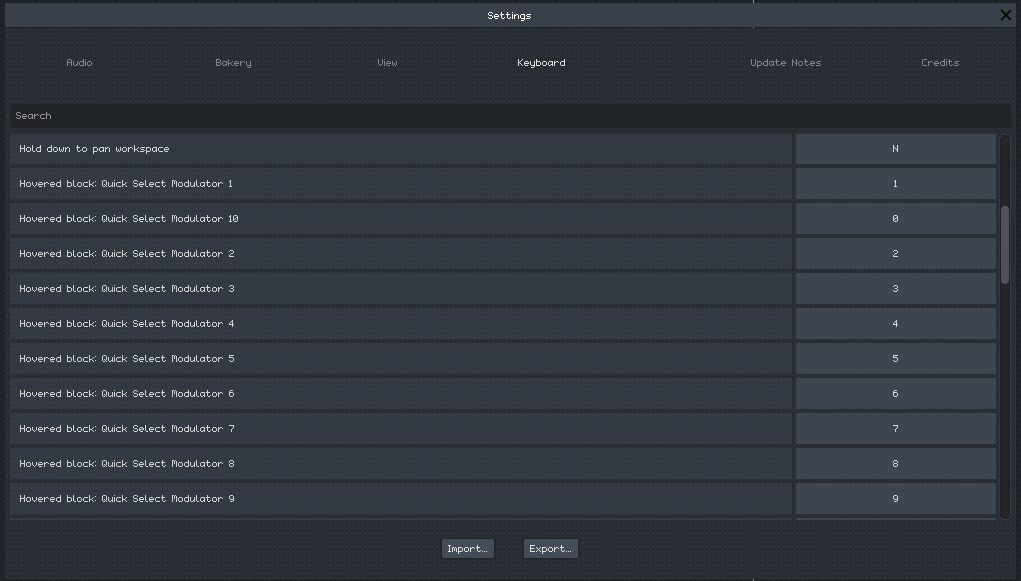 Settings
Audio Bakery View Keyboard Update Notes Credits
Search
Hold down to pan workspace N
Hovered block: Quick Select Modulator 1 1
Hovered block: Quick Select Modulator 10 0
Hovered block: Quick Select Modulator 2 2
Hovered block: Quick Select Modulator 3 3
Hovered block: Quick Select Modulator 4 4
Hovered block: Quick Select Modulator 5 5
Hovered block: Quick Select Modulator 6 6
Hovered block: Quick Select Modulator 7 7
Hovered block: Quick Select Modulator 8 8
Hovered block: Quick Select Modulator 9 9
Import... Export...